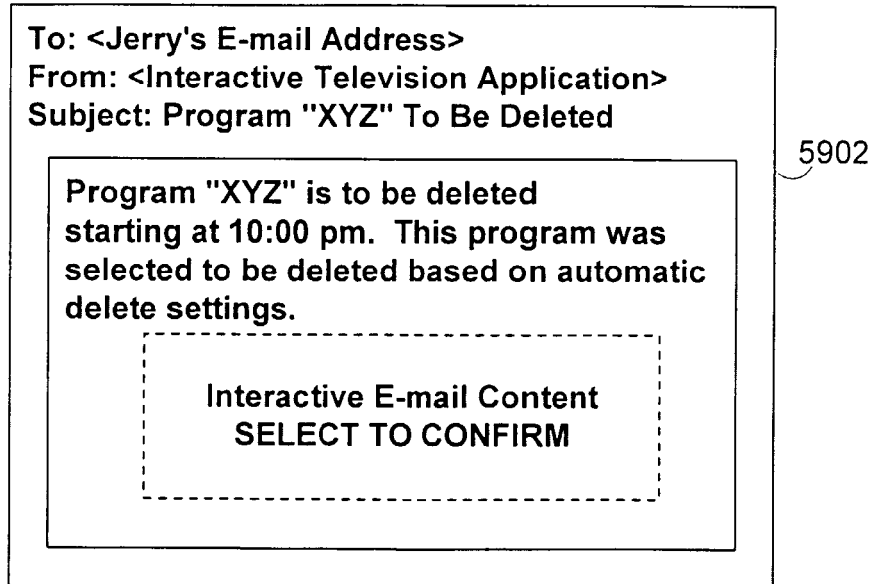 To: <Jerry's E-mail Address>
From: <Interactive Television Application>
Subject: Program "XYZ" To Be Deleted
5902
Program "XYZ" is to be deleted
starting at 10:00 pm. This program was
selected to be deleted based on automatic
delete settings.
Interactive E-mail Content
SELECT TO CONFIRM